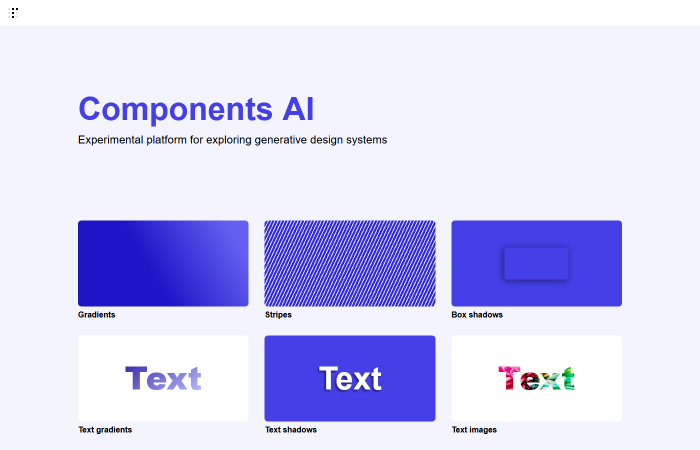 Components AI
Experimental platform for exploring generative design systems
Gradients
Stripes
Box shadows
Text
Text
Text
Text gradients
Text shadows
Text images